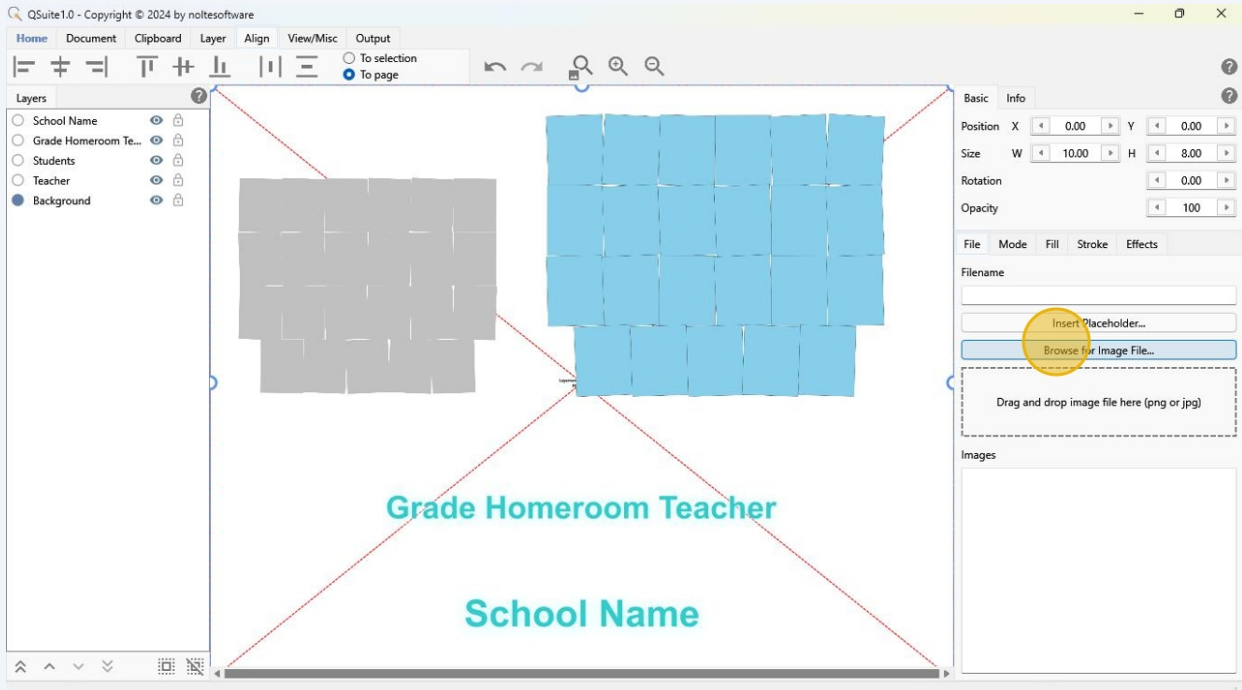 QSuite1.0 - Copyright © 2024 by noltesoftware
Home Document Clipboard Layer Align View/Misc Output
To selection
To page
Layers
School Name
Grade Homeroom Te...
Students
Teacher
Background
Basic Info
Position X 0.00 Y 0.00
Size W 10.00 H 8.00
Rotation 0.00
Opacity 100
File Mode Fill Stroke Effects
Filename
Insert Placeholder...
Browse for Image File...
Drag and drop image file here (png or jpg)
Images
Grade Homeroom Teacher
School Name